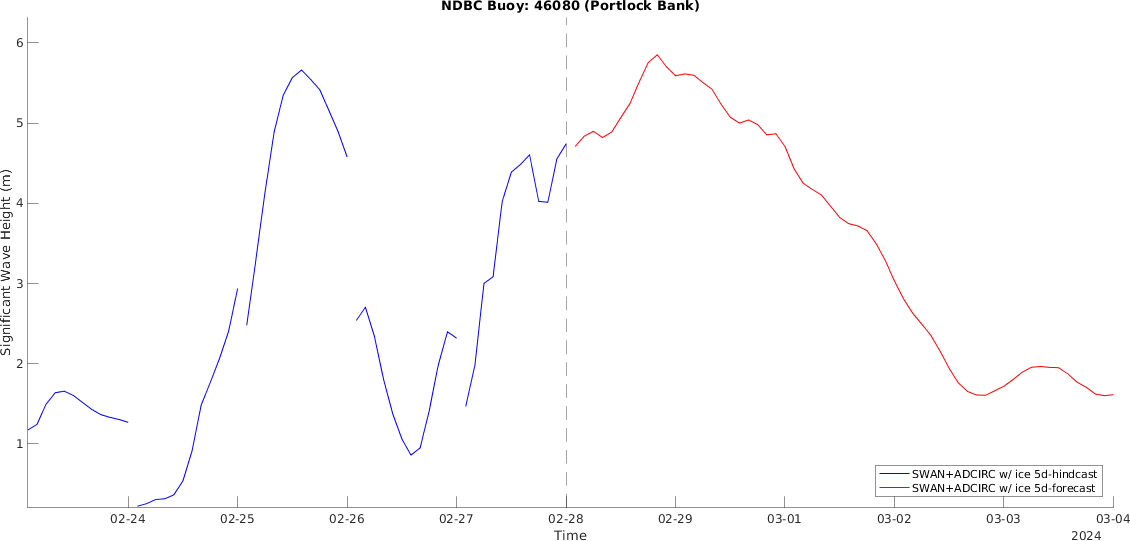 NDBC Buoy: 46080 (Portlock Bank)
Significant Wave Height (m)
6
5
4
3
2
1
SWAN+ADCIRC w/ ice 5d-hindcast
SWAN+ADCIRC w/ ice 5d-forecast
02-24 02-25 02-26 02-27 02-28 02-29 03-01 03-02 03-03 03-04
Time
2024